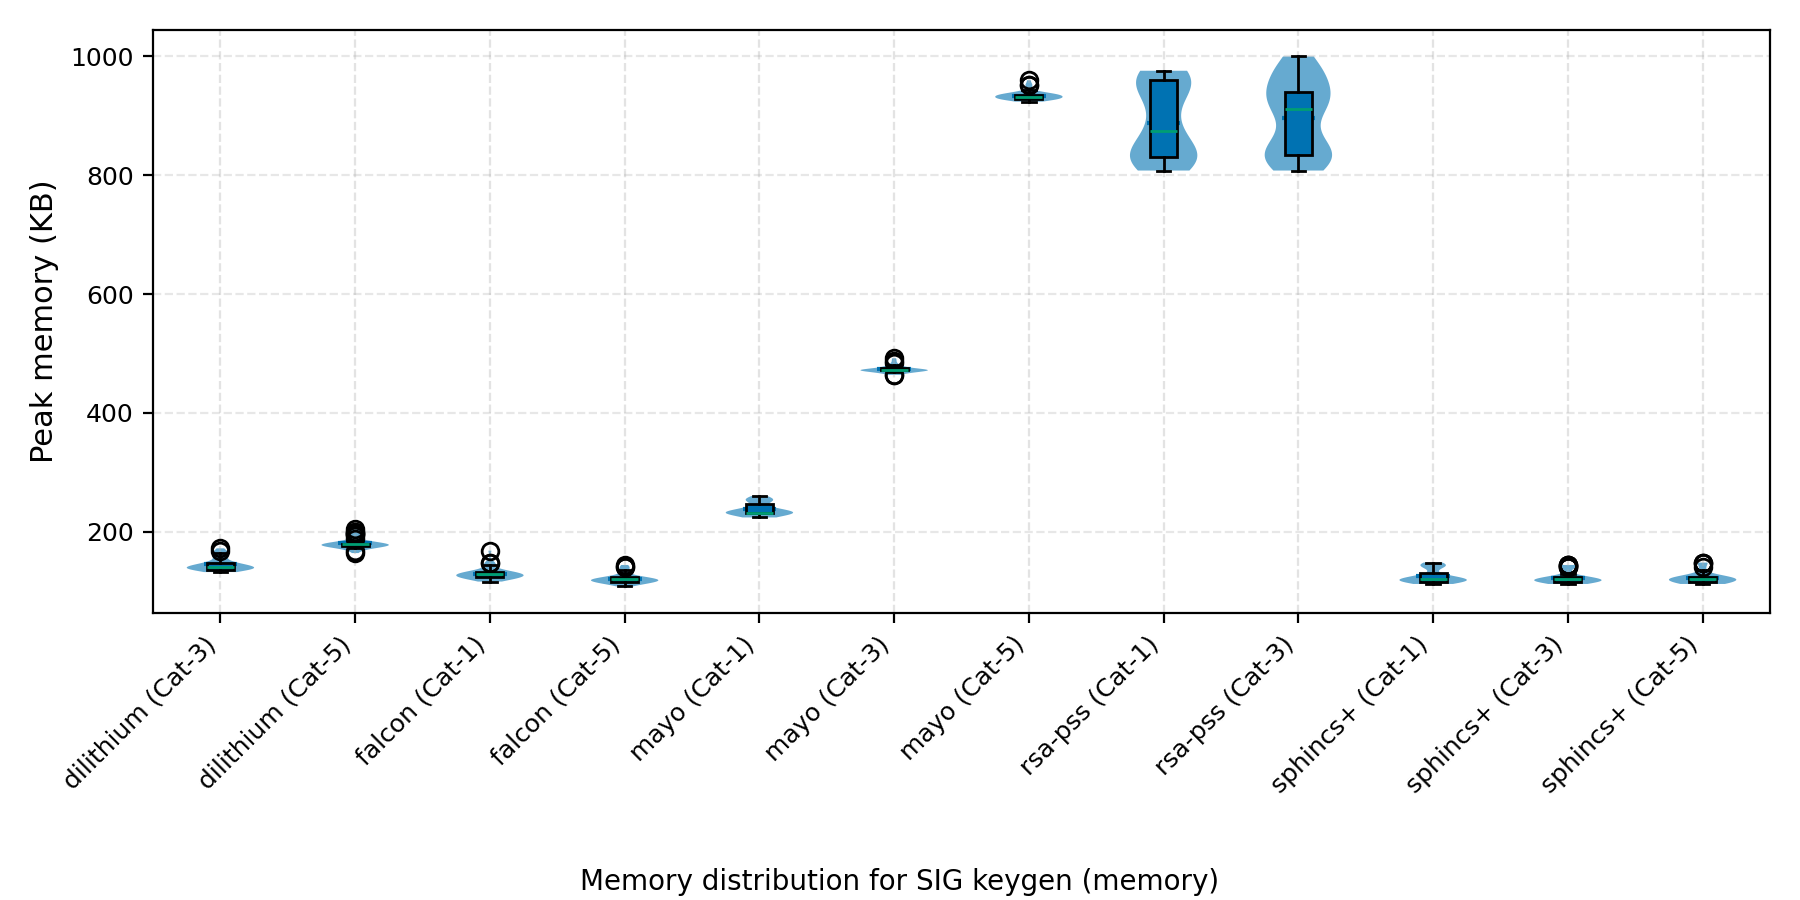 Peak memory (KB)
1000
800
600
400
200
dilithium (Cat-3)
dilithium (Cat-5)
falcon (Cat-1)
falcon (Cat-5)
mayo (Cat-1)
mayo (Cat-3)
mayo (Cat-5)
rsa-pss (Cat-1)
rsa-pss (Cat-3)
sphincs+ (Cat-1)
sphincs+ (Cat-3)
sphincs+ (Cat-5)
Memory distribution for SIG keygen (memory)